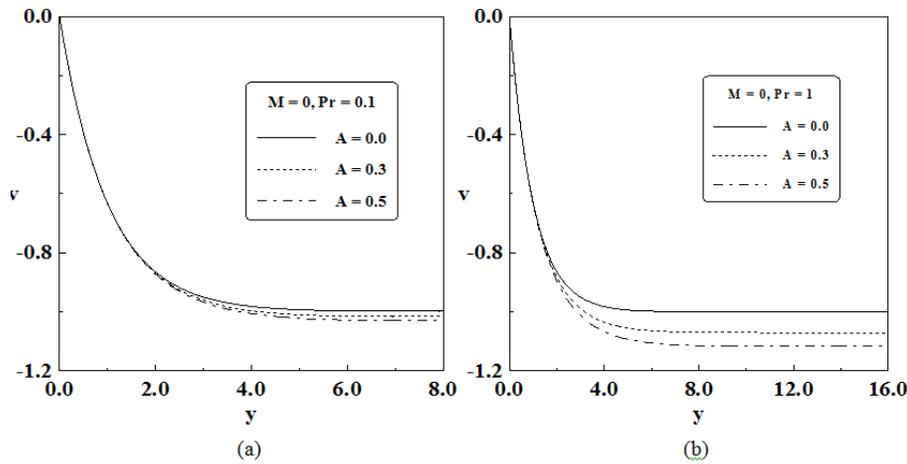 0.0
-0.4
v
-0.8
-1.2
0.0 2.0 4.0 6.0 8.0
y
M = 0, Pr = 0.1
A = 0.0
A = 0.3
A = 0.5
(a)
0.0
-0.4
v
-0.8
-1.2
0.0 4.0 8.0 12.0 16.0
y
M = 0, Pr = 1
A = 0.0
A = 0.3
A = 0.5
(b)